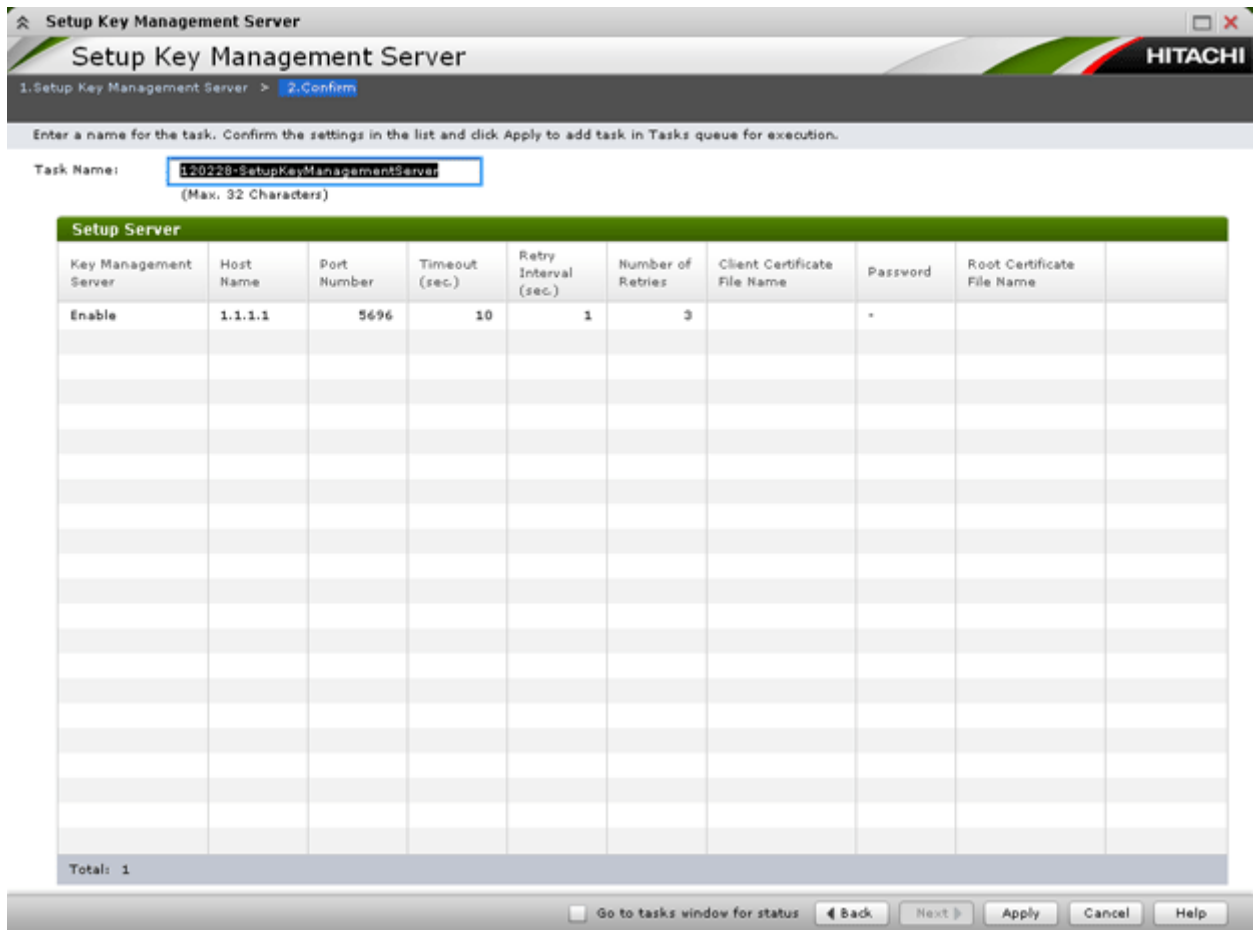 Setup Key Management Server
Setup Key Management Server
HITACHI
1.Setup Key Management Server > 2.Confirm
Enter a name for the task. Confirm the settings in the list and click Apply to add task in Tasks queue for execution.
Task Name: 120228-SetupKeyManagementServer
(Max. 32 Characters)
Setup Server
Key Management Server Host Name Port Number Timeout (sec.) Retry Interval (sec.) Number of Retries Client Certificate File Name Password Root Certificate File Name
Enable 1.1.1.1 5696 10 1 3 -
Total: 1
Go to tasks window for status Back Next Apply Cancel Help